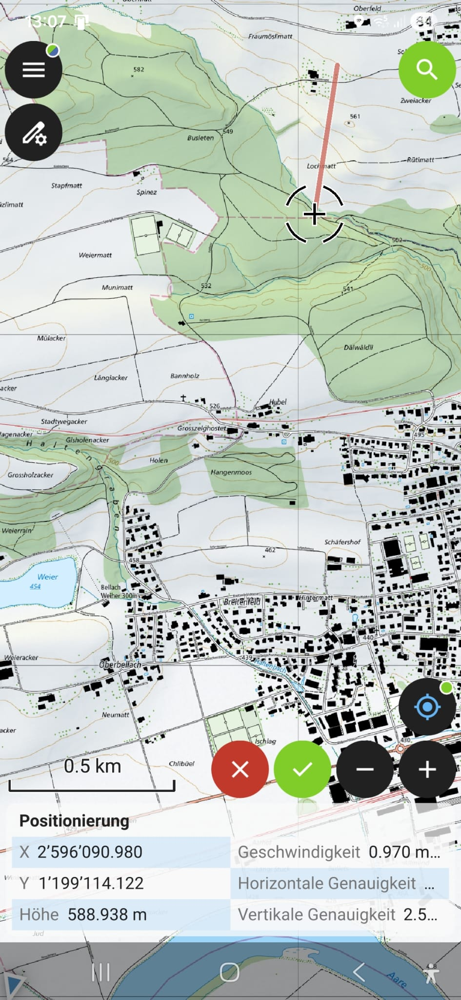 Obermatt
Oberfeld
13:07
Fraumöslimatt
582
Zweiacker
561
549
Busleten
564
Lochmatt
Rütimatt
Stapfmatt
Spinez
Weiermatt
502
500
532
541
Munimatt
Mülacker
Dälwäldli
Längiacker
Bannholz
acker
526
Hubel
Stadtwegacker
Grosszelghostet
495
Gisholenacker
Haltengraben
500
Holen
Grossholzacker
Hangenmoos
Weierrain
Schäfershof
462
458
Weier
454
Bellach
Weiher 300m
Breitenfeld
Hintermatt
440
Weieracker
439
Haltenbach
Oberbellach
Neumatt
acker
Ischlag
430
0.5 km
Chlibüel
Positionierung
429
X 2’596’090.980
Geschwindigkeit 0.970 m...
Y 1’199’114.122
Horizontale Genauigkeit ...
Höhe 588.938 m
Vertikale Genauigkeit 2.5...
428
Jud
Aare